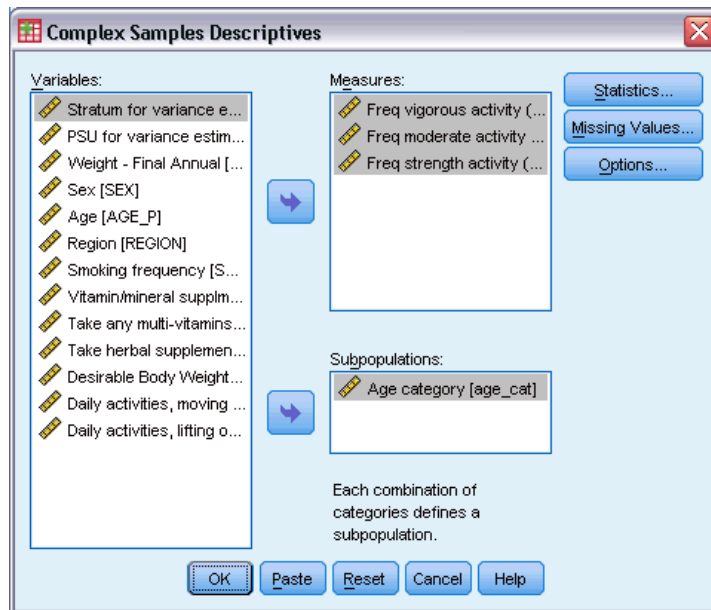 Complex Samples Descriptives
Variables:
Stratum for variance e...
PSU for variance estim...
Weight - Final Annual [...
Sex [SEX]
Age [AGE_P]
Region [REGION]
Smoking frequency [S...
Vitamin/mineral supplm...
Take any multi-vitamins...
Take herbal supplemen...
Desirable Body Weight...
Daily activities, moving ...
Daily activities, lifting o...
Measures:
Freq vigorous activity (...
Freq moderate activity ...
Freq strength activity (...
Subpopulations:
Age category [age_cat]
Each combination of
categories defines a
subpopulation.
Statistics...
Missing Values...
Options...
OK Paste Reset Cancel Help